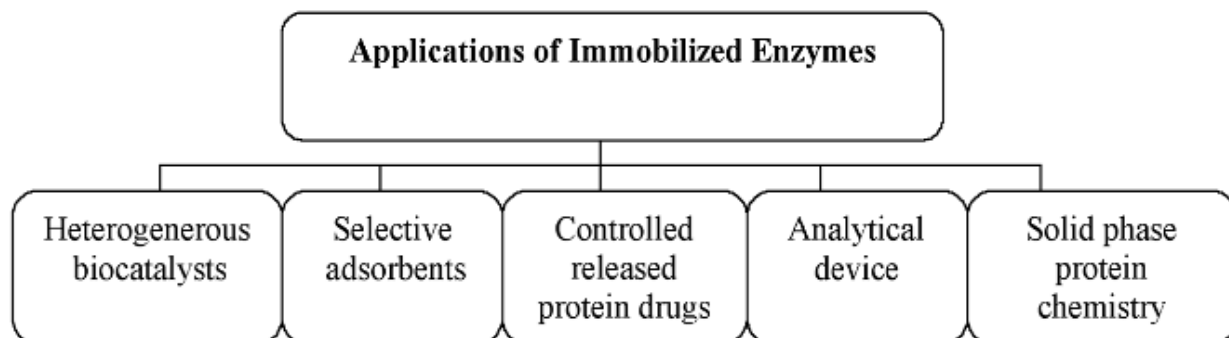 Applications of Immobilized Enzymes
Heterogenerous
biocatalysts
Selective
adsorbents
Controlled
released
protein drugs
Analytical
device
Solid phase
protein
chemistry